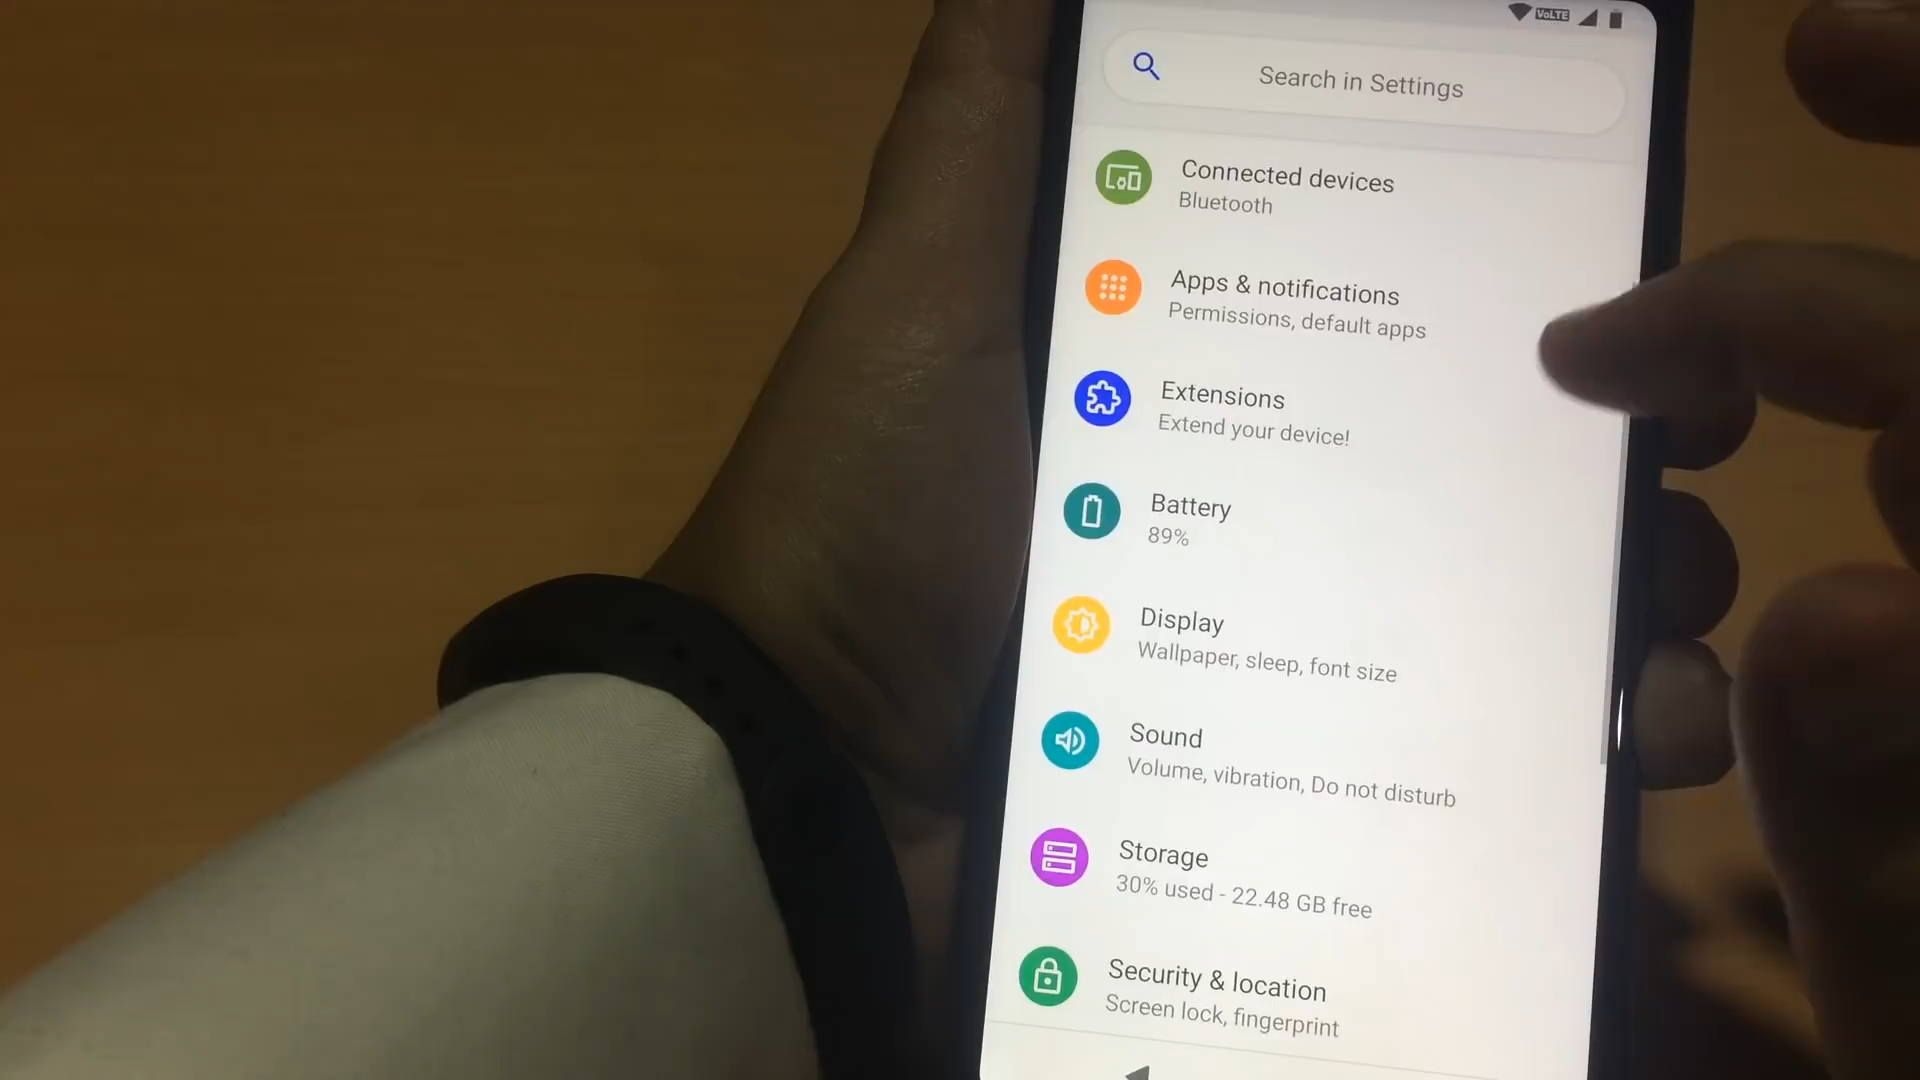 VoLTE
Search in Settings
Connected devices
Bluetooth
Apps & notifications
Permissions, default apps
Extensions
Extend your device!
Battery
89%
Display
Wallpaper, sleep, font size
Sound
Volume, vibration, Do not disturb
Storage
30% used - 22.48 GB free
Security & location
Screen lock, fingerprint